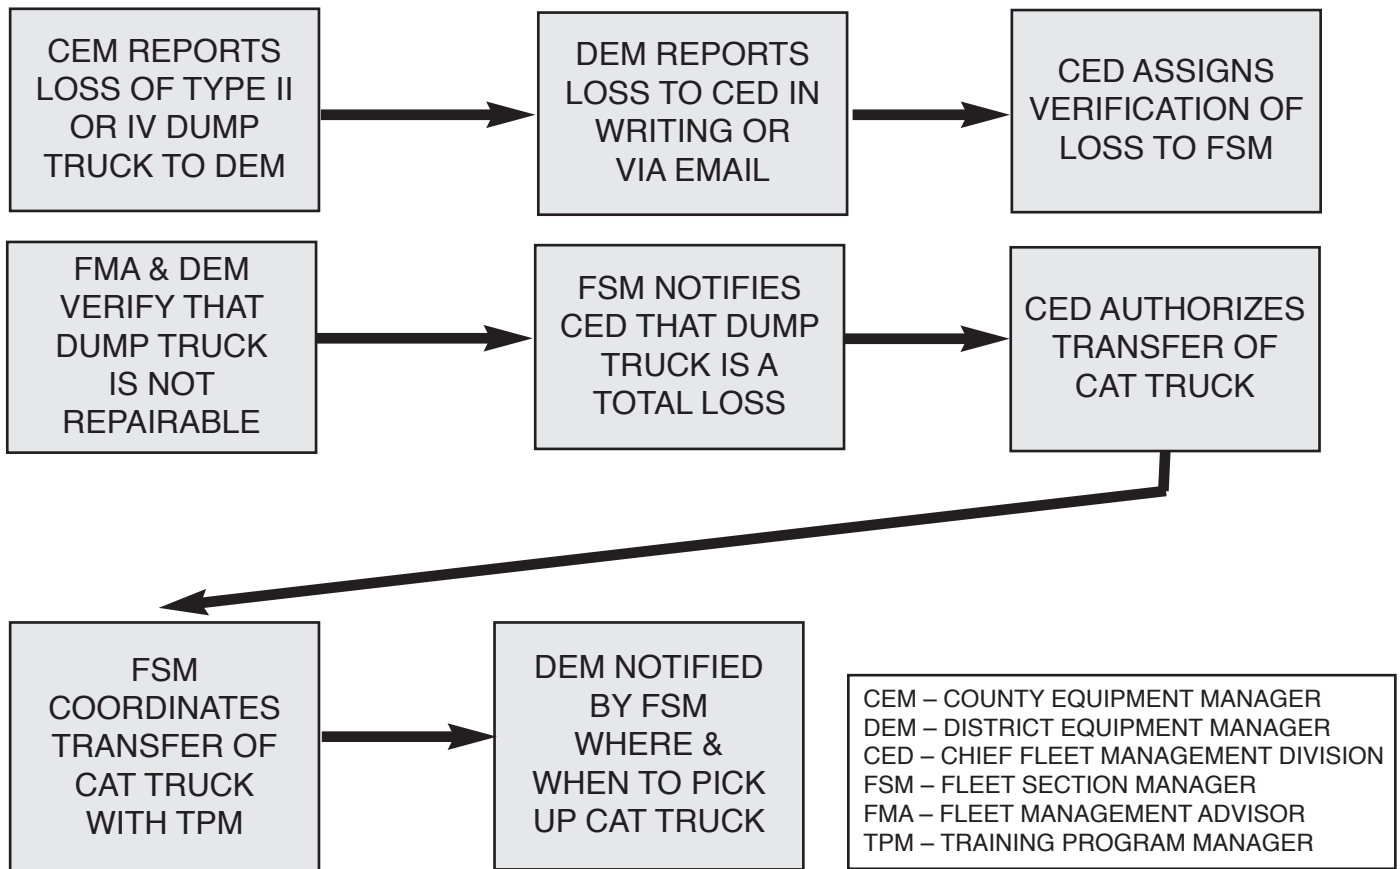 CEM REPORTS
LOSS OF TYPE II
OR IV DUMP
TRUCK TO DEM
DEM REPORTS
LOSS TO CED IN
WRITING OR
VIA EMAIL
CED ASSIGNS
VERIFICATION OF
LOSS TO FSM
FMA & DEM
VERIFY THAT
DUMP TRUCK
IS NOT
REPAIRABLE
FSM NOTIFIES
CED THAT DUMP
TRUCK IS A
TOTAL LOSS
CED AUTHORIZES
TRANSFER OF
CAT TRUCK
FSM
COORDINATES
TRANSFER OF
CAT TRUCK
WITH TPM
DEM NOTIFIED
BY FSM
WHERE &
WHEN TO PICK
UP CAT TRUCK
CEM – COUNTY EQUIPMENT MANAGER
DEM – DISTRICT EQUIPMENT MANAGER
CED – CHIEF FLEET MANAGEMENT DIVISION
FSM – FLEET SECTION MANAGER
FMA – FLEET MANAGEMENT ADVISOR
TPM – TRAINING PROGRAM MANAGER